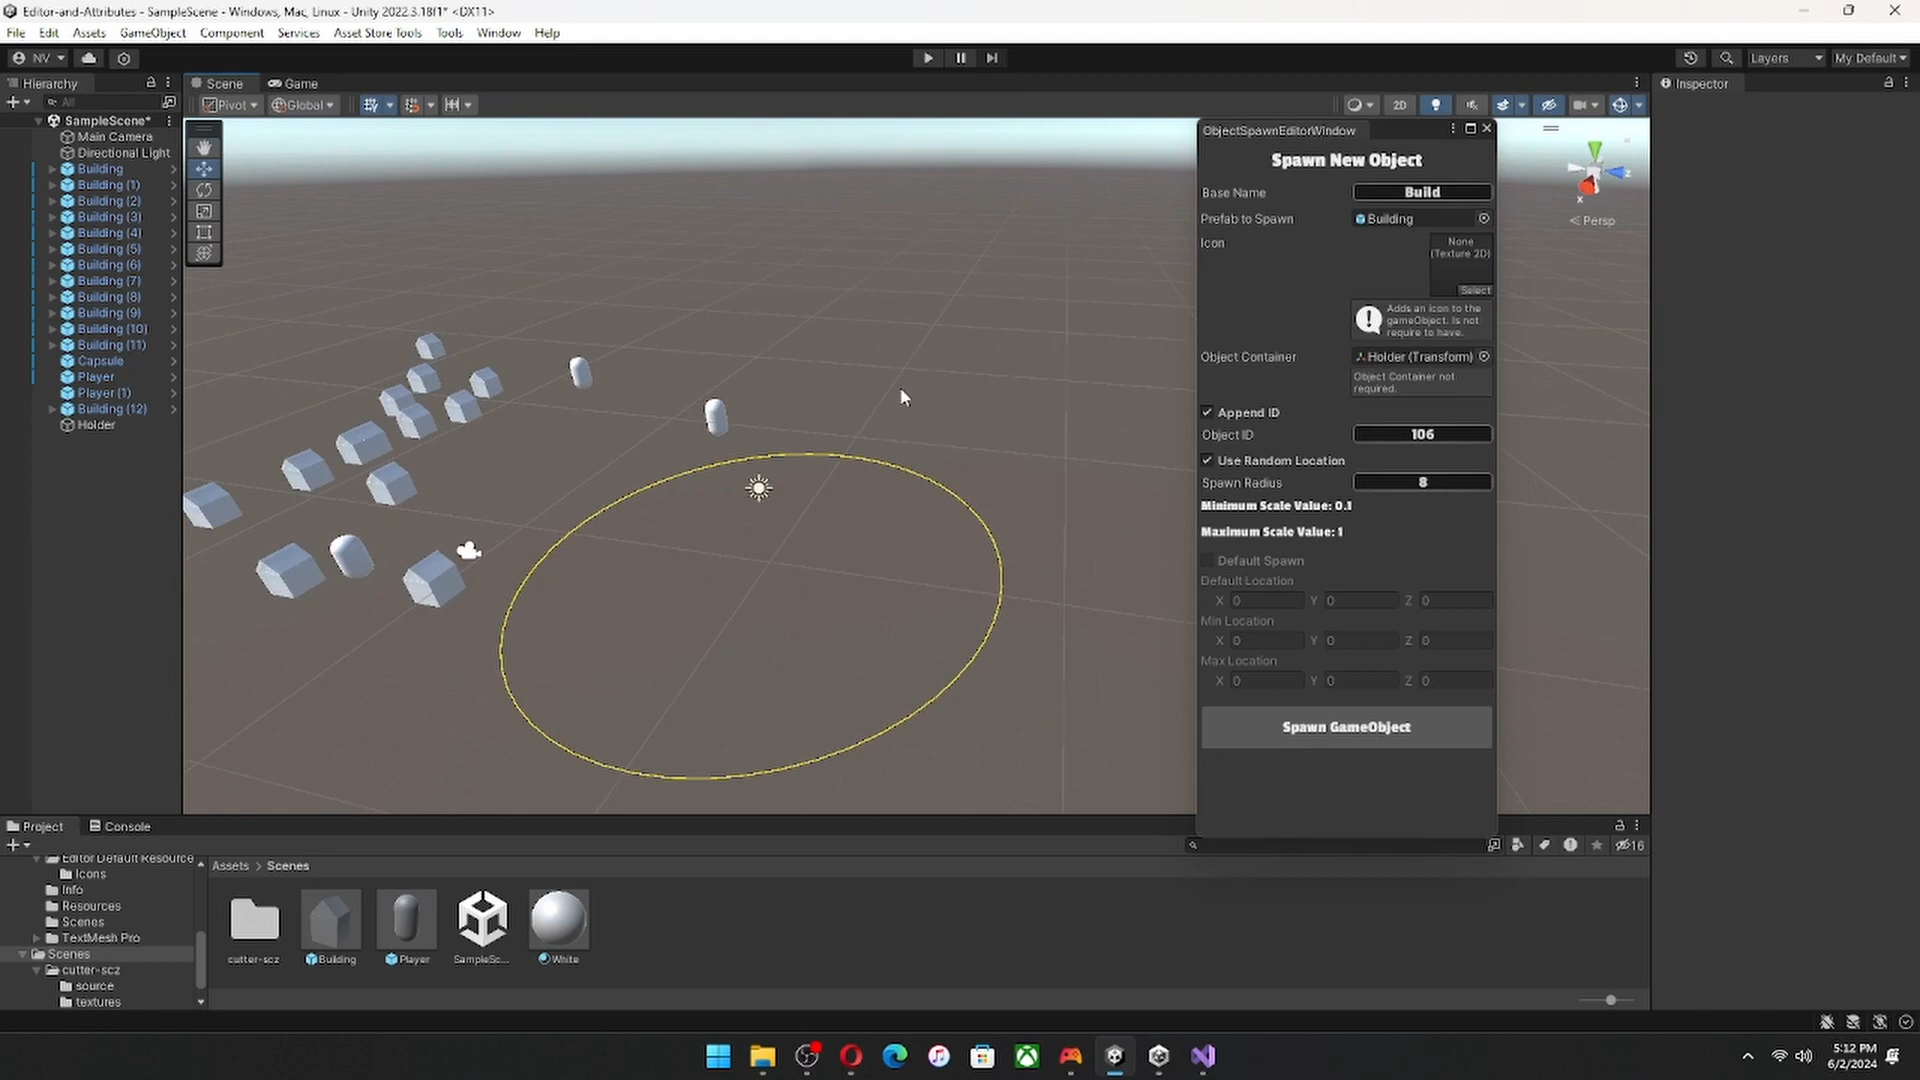 Editor-and-Attributes - SampleScene - Windows, Mac, Linux - Unity 2022.3.18f1* <DX11>
File Edit Assets GameObject Component Services Asset Store Tools Tools Window Help
NV
Layers
My Default
Hierarchy
All
SampleScene*
Main Camera
Directional Light
Building
Building (1)
Building (2)
Building (3)
Building (4)
Building (5)
Building (6)
Building (7)
Building (8)
Building (9)
Building (10)
Building (11)
Capsule
Player
Player (1)
Building (12)
Holder
Scene Game
Pivot Global
2D
x
z
< Persp
ObjectSpawnEditorWindow
Spawn New Object
Base Name Build
Prefab to Spawn Building
Icon
None
(Texture 2D)
Select
Adds an icon to the
gameObject. Is not
require to have.
Object Container Holder (Transform)
Object Container not
required.
Append ID
Object ID 106
Use Random Location
Spawn Radius 8
Minimum Scale Value: 0.1
Maximum Scale Value: 1
Default Spawn
Default Location
X 0 Y 0 Z 0
Min Location
X 0 Y 0 Z 0
Max Location
X 0 Y 0 Z 0
Spawn GameObject
Inspector
Project Console
16
Editor Default Resource
Icons
Info
Resources
Scenes
TextMesh Pro
Scenes
cutter-scz
source
textures
Assets > Scenes
cutter-scz
Building
Player
SampleSc...
White
5:12 PM
6/2/2024